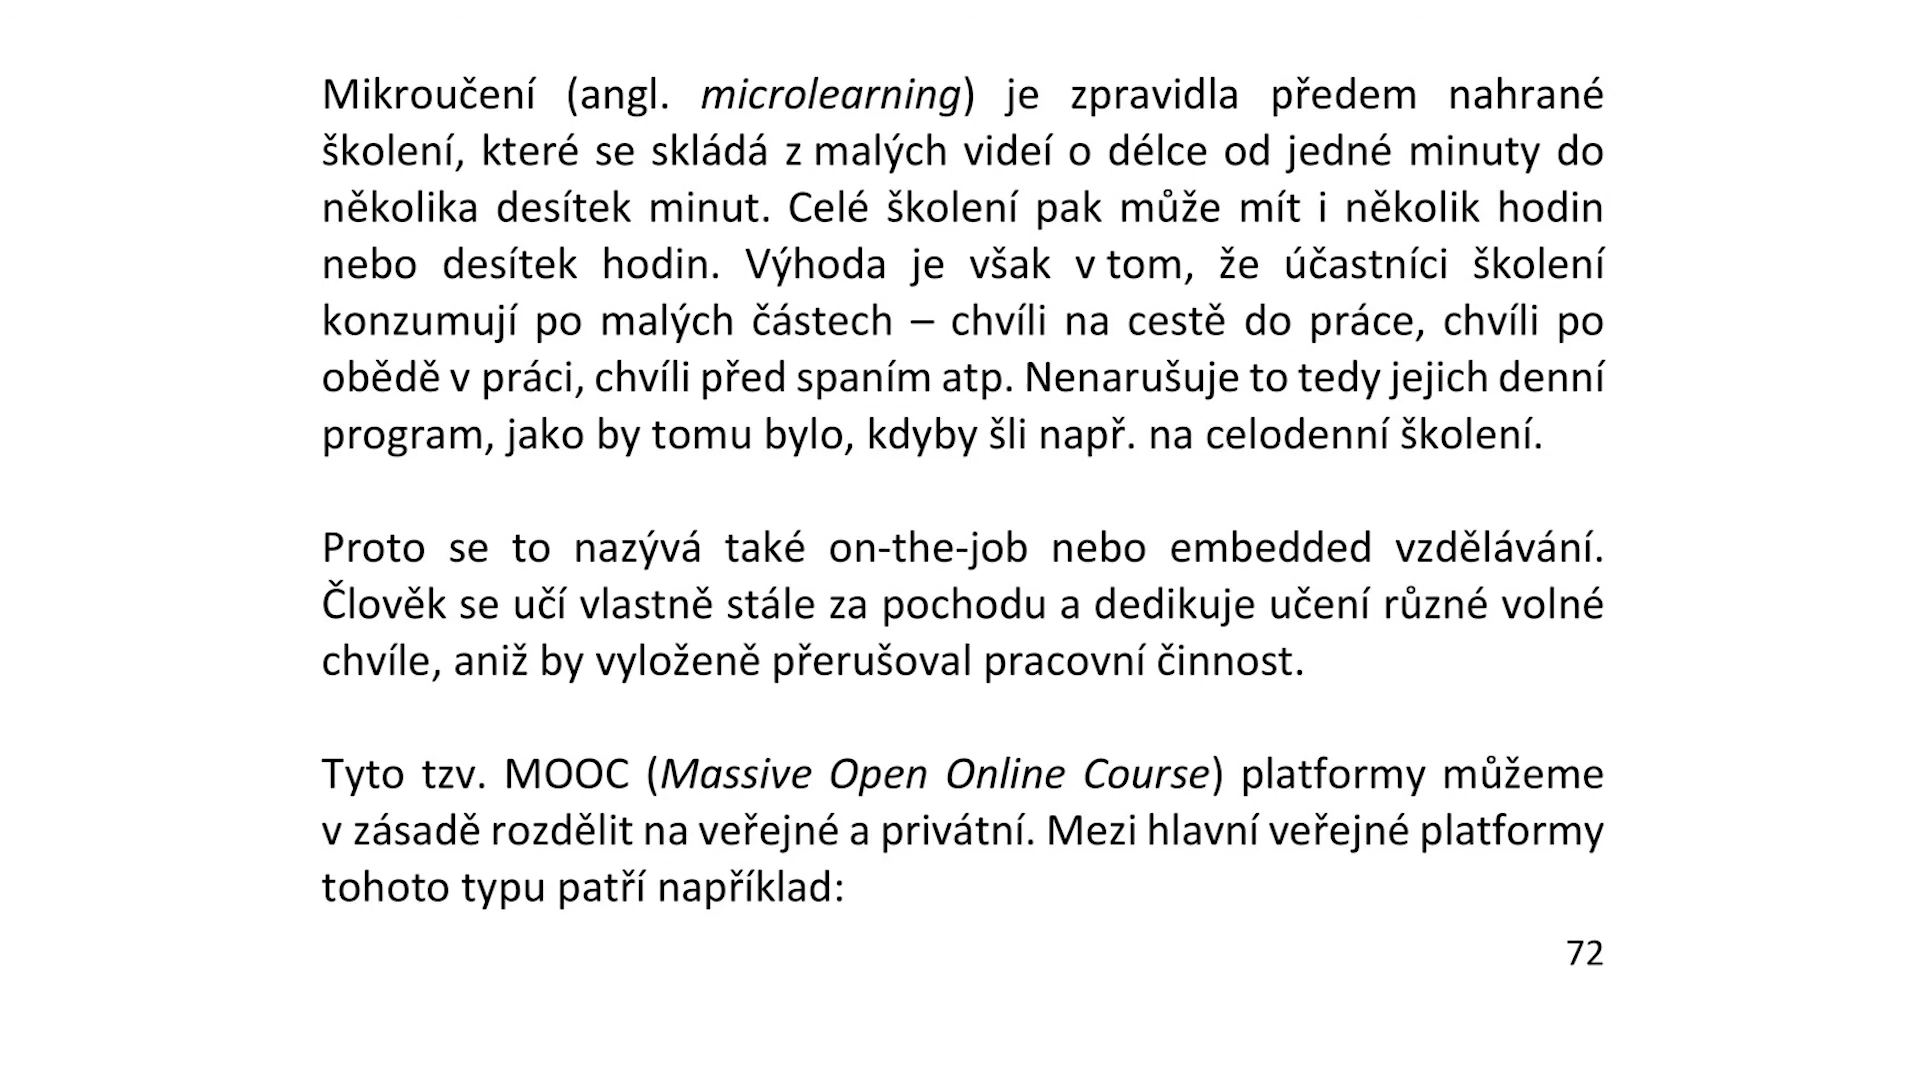 Mikroučení (angl. microlearning) je zpravidla předem nahrané
školení, které se skládá z malých videí o délce od jedné minuty do
několika desítek minut. Celé školení pak může mít i několik hodin
nebo desítek hodin. Výhoda je však v tom, že účastníci školení
konzumují po malých částech – chvíli na cestě do práce, chvíli po
obědě v práci, chvíli před spaním atp. Nenarušuje to tedy jejich denní
program, jako by tomu bylo, kdyby šli např. na celodenní školení.
Proto se to nazývá také on-the-job nebo embedded vzdělávání.
Člověk se učí vlastně stále za pochodu a dedikuje učení různé volné
chvíle, aniž by vyloženě přerušoval pracovní činnost.
Tyto tzv. MOOC (Massive Open Online Course) platformy můžeme
v zásadě rozdělit na veřejné a privátní. Mezi hlavní veřejné platformy
tohoto typu patří například:
72